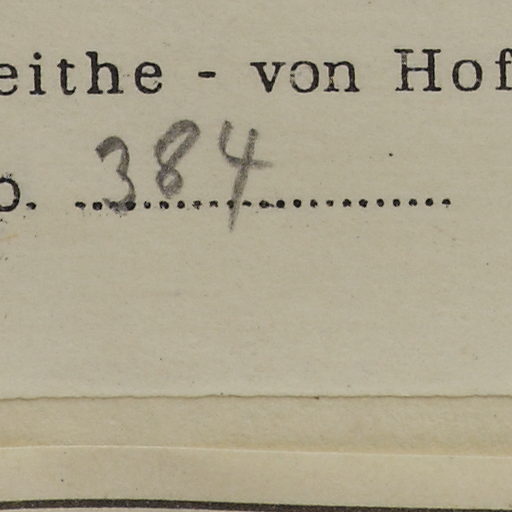 eithe - von Hof
o. 384